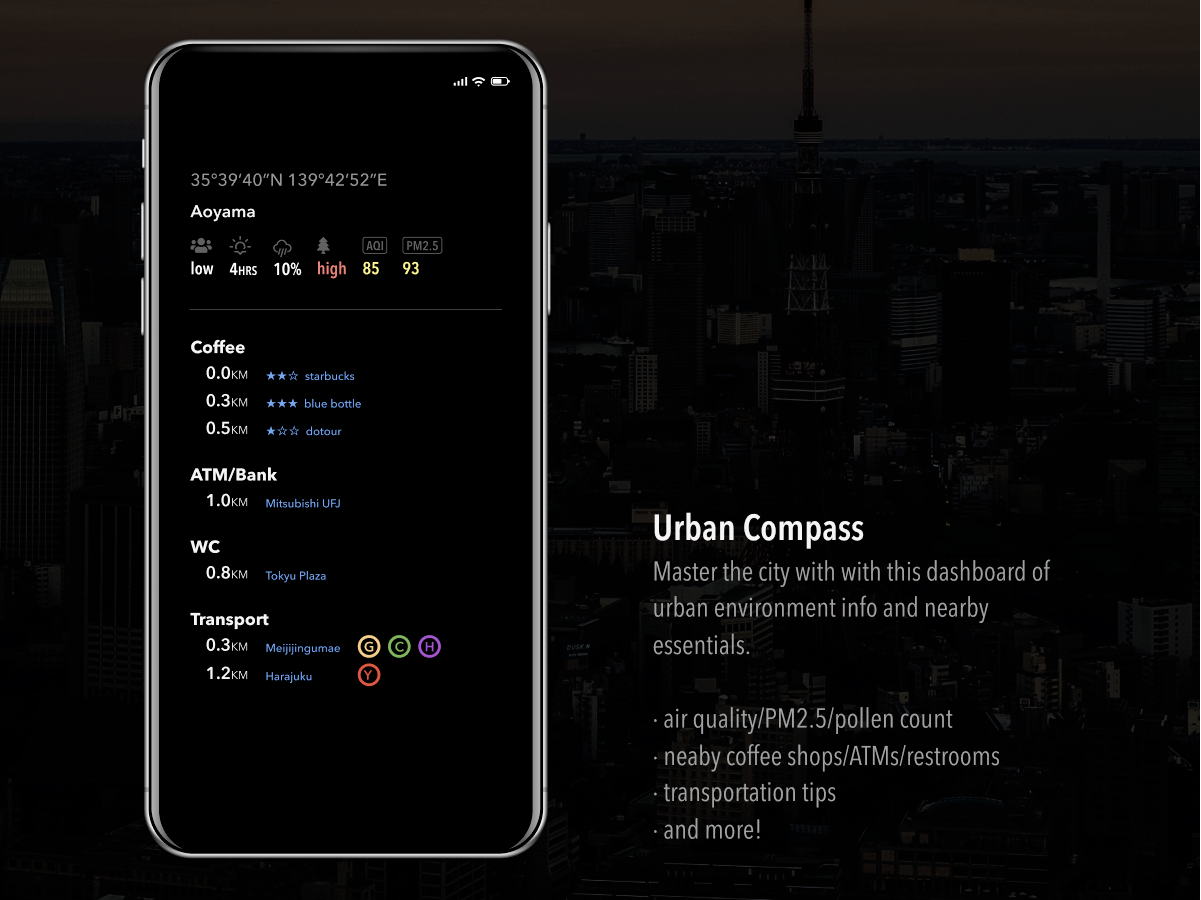 35°39’40”N 139°42’52”E
Aoyama
AQI PM2.5
low 4HRS 10% high 85 93
Coffee
0.0KM ★★☆ starbucks
0.3KM ★★★ blue bottle
0.5KM ★☆☆ dotour
ATM/Bank
1.0KM Mitsubishi UFJ
WC
0.8KM Tokyu Plaza
Transport
0.3KM Meijijingumae G C H
1.2KM Harajuku Y
Urban Compass
Master the city with with this dashboard of
urban environment info and nearby
essentials.
· air quality/PM2.5/pollen count
· neaby coffee shops/ATMs/restrooms
· transportation tips
· and more!